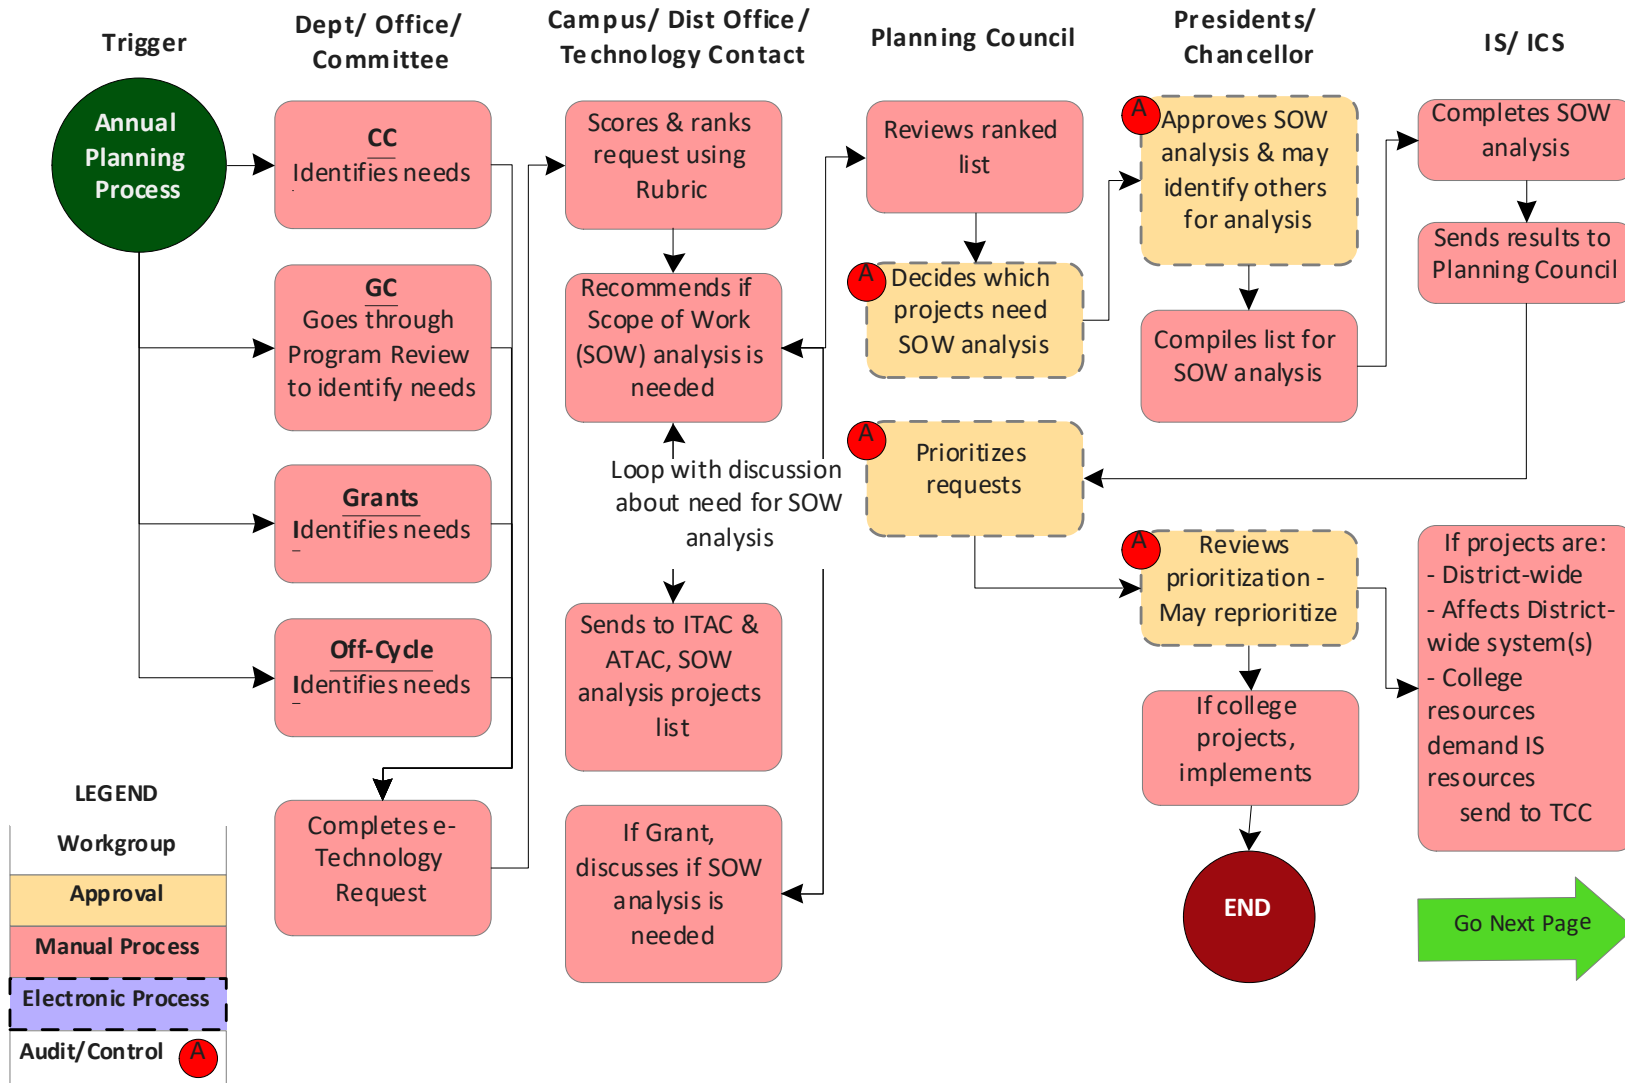 Trigger
Dept/ Office/
Committee
Campus/ Dist Office/
Technology Contact
Planning Council
Presidents/
Chancellor
IS/ ICS
Annual
Planning
Process
CC
Identifies needs
GC
Goes through
Program Review
to identify needs
Grants
Identifies needs
Off-Cycle
Identifies needs
Completes e-
Technology
Request
Scores & ranks
request using
Rubric
Recommends if
Scope of Work
(SOW) analysis is
needed
Loop with discussion
about need for SOW
analysis
Sends to ITAC &
ATAC, SOW
analysis projects
list
If Grant,
discusses if SOW
analysis is
needed
Reviews ranked
list
A
Decides which
projects need
SOW analysis
A
Prioritizes
requests
A
Approves SOW
analysis & may
identify others
for analysis
Compiles list for
SOW analysis
A
Reviews
prioritization -
May reprioritize
If college
projects,
implements
END
Completes SOW
analysis
Sends results to
Planning Council
If projects are:
- District-wide
- Affects District-
wide system(s)
- College
resources
demand IS
resources
send to TCC
Go Next Page
LEGEND
Workgroup
Approval
Manual Process
Electronic Process
Audit/Control A